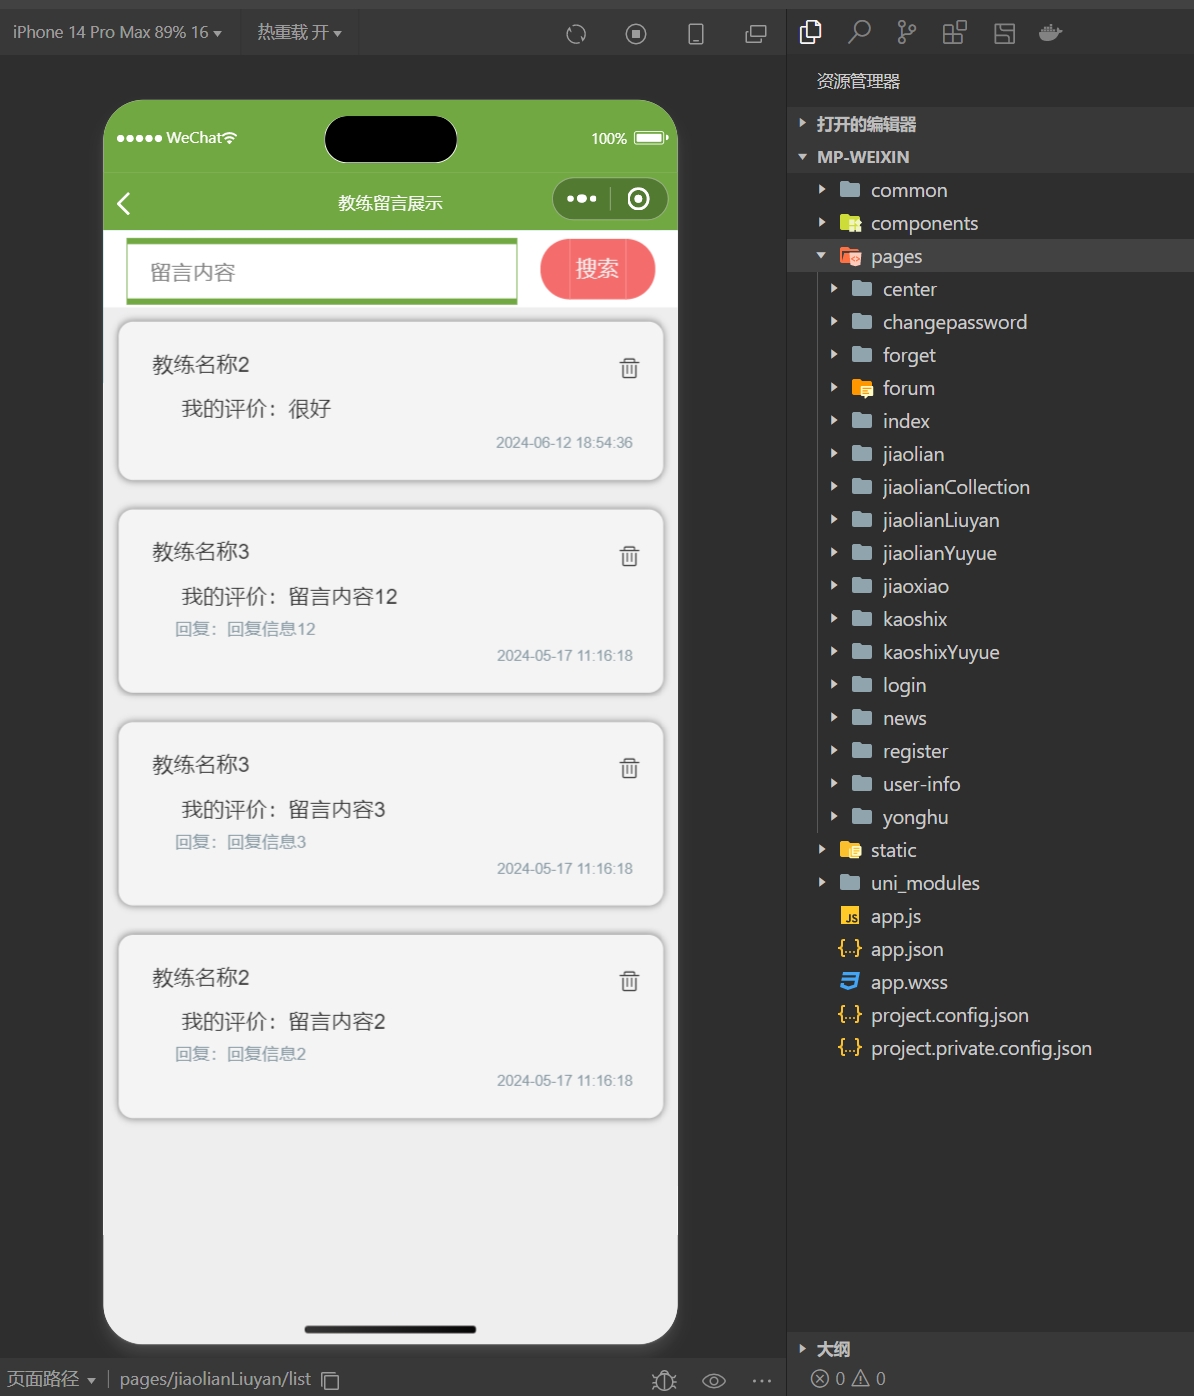 iPhone 14 Pro Max 89% 16
热重载 开
WeChat
100%
教练留言展示
留言内容
搜索
教练名称2
我的评价：很好
2024-06-12 18:54:36
教练名称3
我的评价：留言内容12
回复：回复信息12
2024-05-17 11:16:18
教练名称3
我的评价：留言内容3
回复：回复信息3
2024-05-17 11:16:18
教练名称2
我的评价：留言内容2
回复：回复信息2
2024-05-17 11:16:18
页面路径
pages/jiaolianLiuyan/list
资源管理器
打开的编辑器
MP-WEIXIN
common
components
pages
center
changepassword
forget
forum
index
jiaolian
jiaolianCollection
jiaolianLiuyan
jiaolianYuyue
jiaoxiao
kaoshix
kaoshixYuyue
login
news
register
user-info
yonghu
static
uni_modules
JS app.js
{..} app.json
app.wxss
{..} project.config.json
{..} project.private.config.json
大纲
0 0